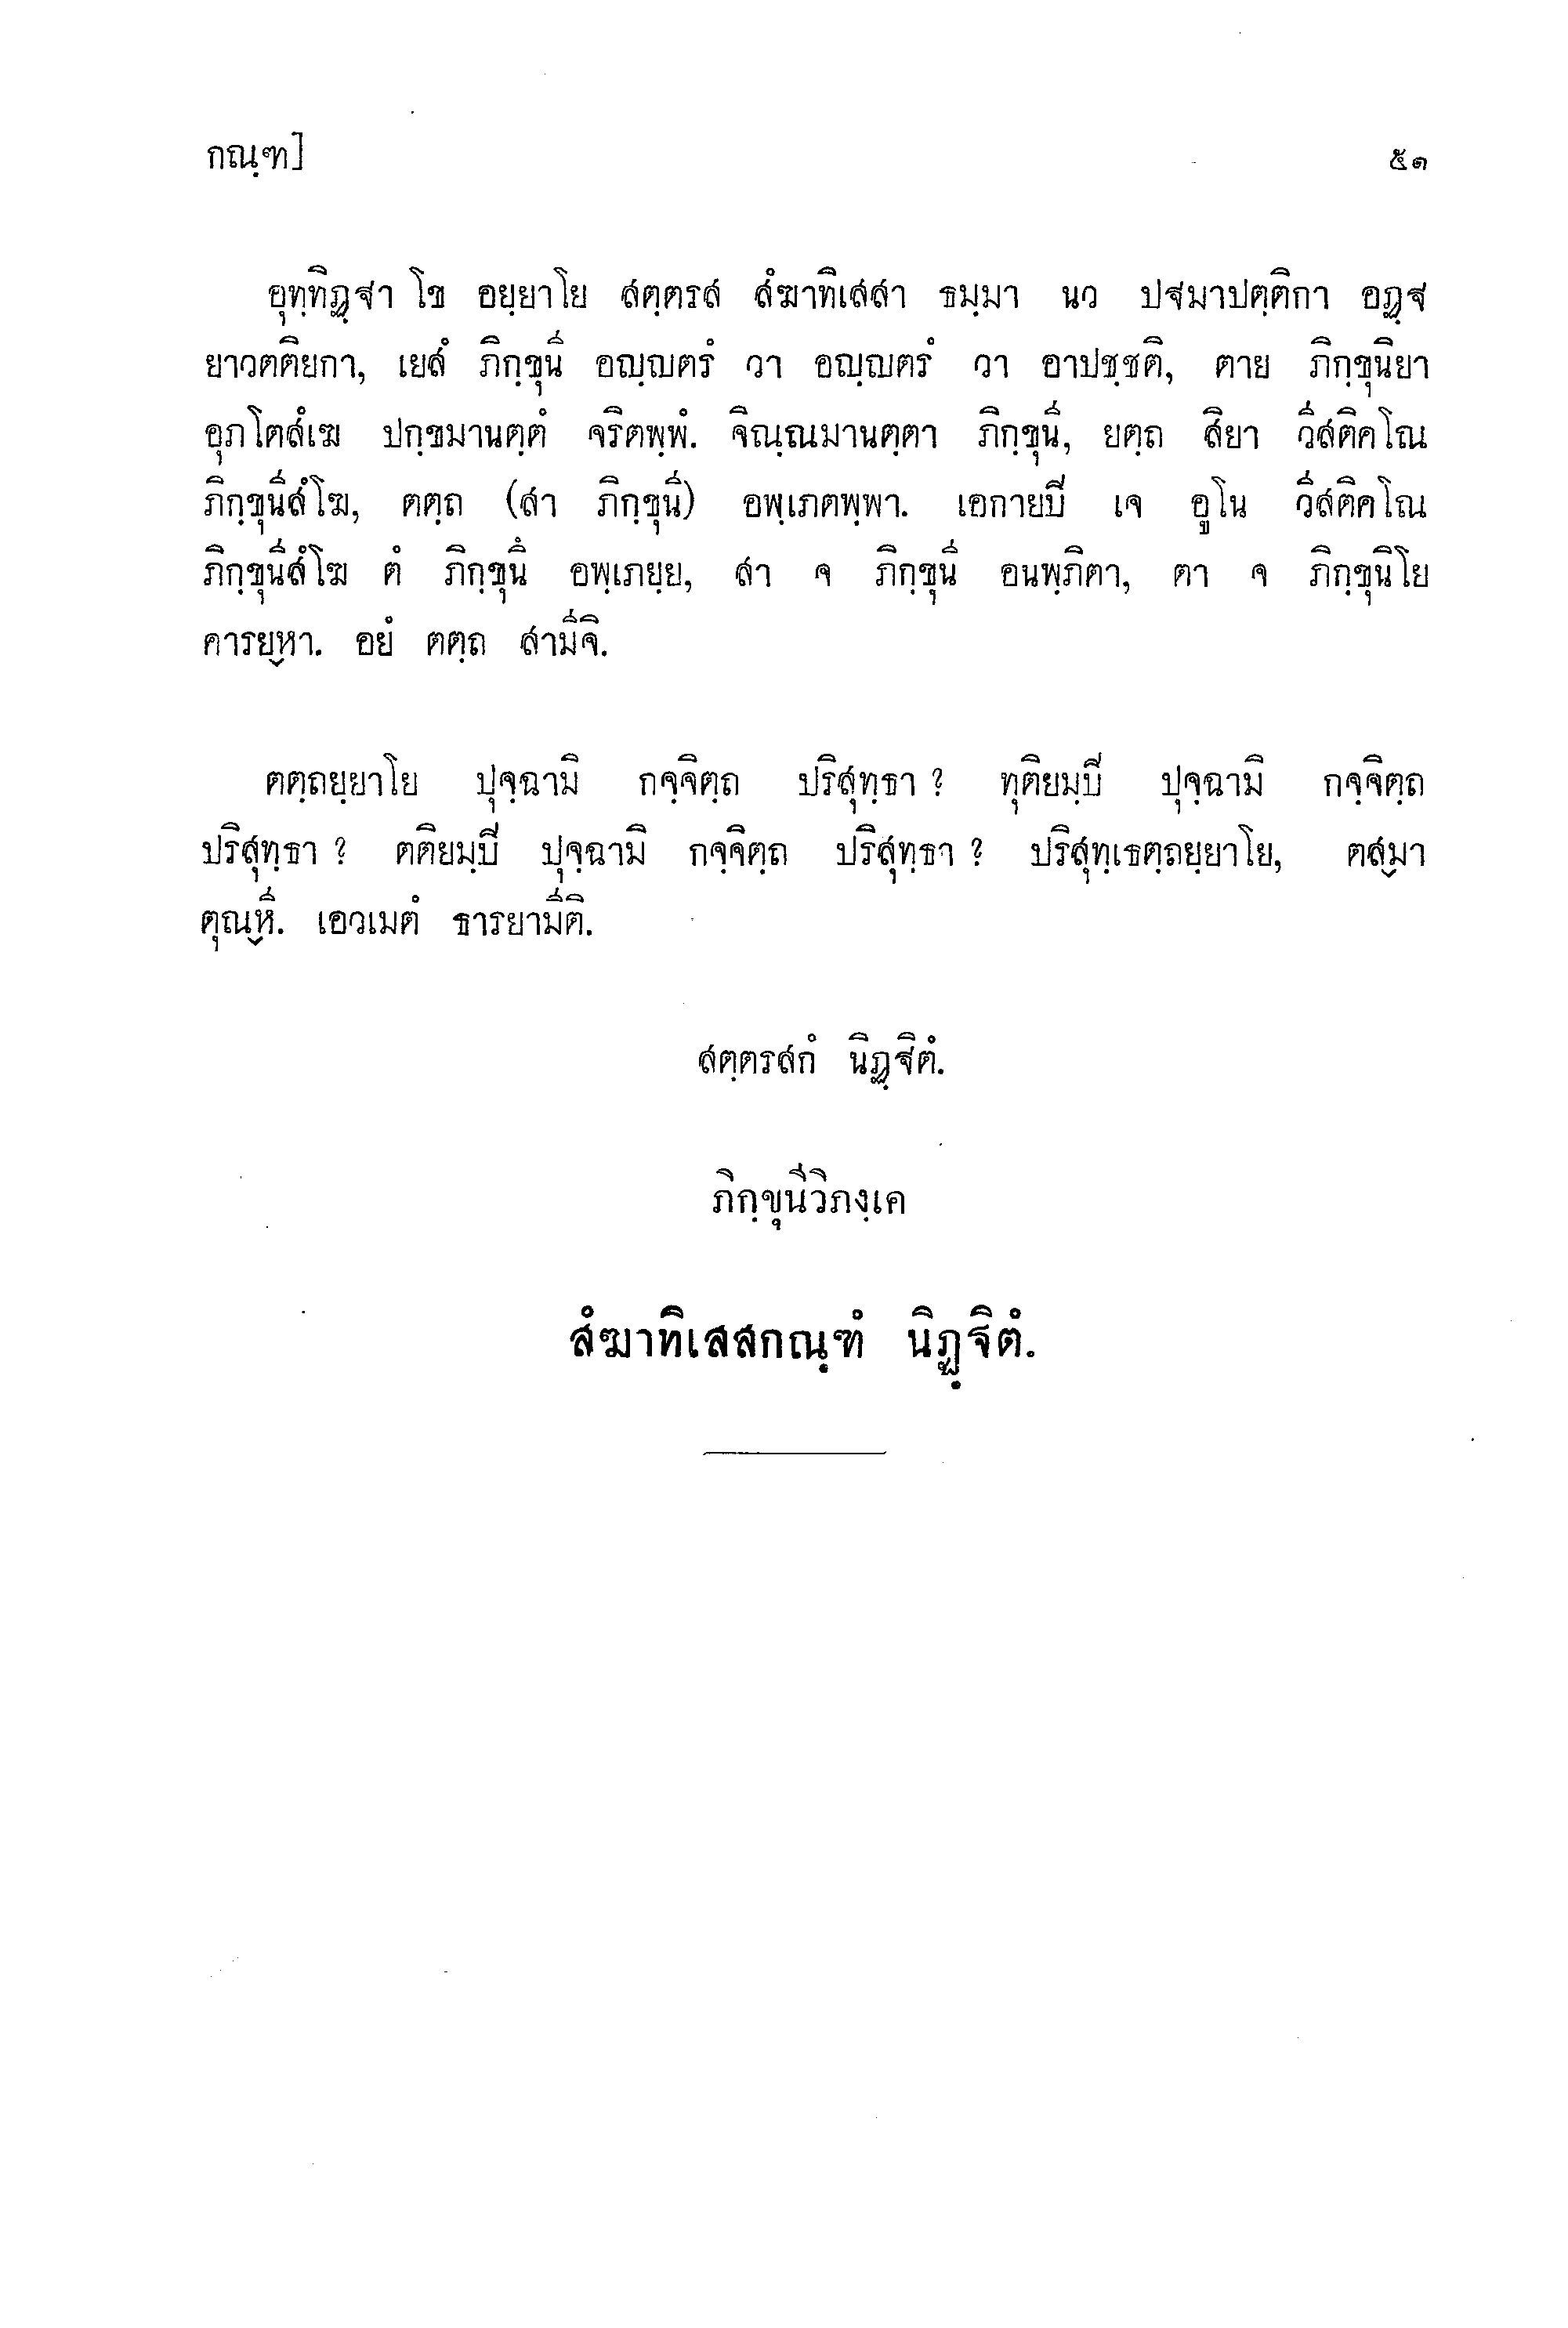 กณฺฑ] ๕๑
อุทฺทิฏฺฐา โข อยฺยาโย สตฺตรส สํฆาทิเสสา ธมฺมา นว ปฐมาปตฺติกา อฏฺฐ
ยาวตติยกา, เยสํ ภิกฺขุนี อญฺญตรํ วา อญฺญตรํ วา อาปชฺชติ, ตาย ภิกฺขุนิยา
อุภโตสํเฆ ปกฺขมานตฺตํ จริตพฺพํ. จิณฺณมานตฺตา ภิกฺขุนี, ยตฺถ สิยา วีสติคโณ
ภิกฺขุนีสํโฆ, ตตฺถ (สา ภิกฺขุนี) อพฺเภตพฺพา. เอกายปิ เจ อูโน วีสติคโณ
ภิกฺขุนีสํโฆ ตํ ภิกฺขุนึ อพฺเภยฺย, สา จ ภิกฺขุนี อนพฺภิตา, ตา จ ภิกฺขุนิโย
คารยฺหา. อยํ ตตฺถ สามีจิ.
ตตฺถยฺยาโย ปุจฺฉามิ กจฺจิตฺถ ปริสุทฺธา ? ทุติยมฺปิ ปุจฺฉามิ กจฺจิตฺถ
ปริสุทฺธา ? ตติยมฺปิ ปุจฺฉามิ กจฺจิตฺถ ปริสุทฺธา ? ปริสุทฺเธตฺถยฺยาโย, ตสฺมา
ตุณฺหี. เอวเมตํ ธารยามีติ.
สตฺตรสกํ นิฏฺฐิตํ.
ภิกฺขุนีวิภงฺเค
สํฆาทิเสสกณฺฑํ นิฏฺฐิตํ.